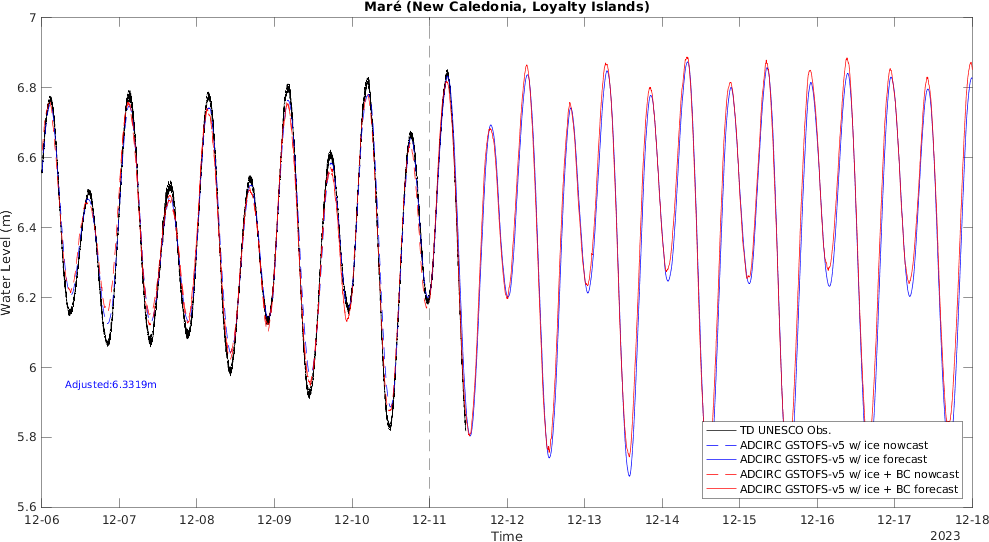 Maré (New Caledonia, Loyalty Islands)
7
6.8
6.6
6.4
6.2
6
5.8
5.6
Water Level (m)
Adjusted:6.3319m
TD UNESCO Obs.
ADCIRC GSTOFS-v5 w/ ice nowcast
ADCIRC GSTOFS-v5 w/ ice forecast
ADCIRC GSTOFS-v5 w/ ice + BC nowcast
ADCIRC GSTOFS-v5 w/ ice + BC forecast
12-06 12-07 12-08 12-09 12-10 12-11 12-12 12-13 12-14 12-15 12-16 12-17 12-18
Time
2023